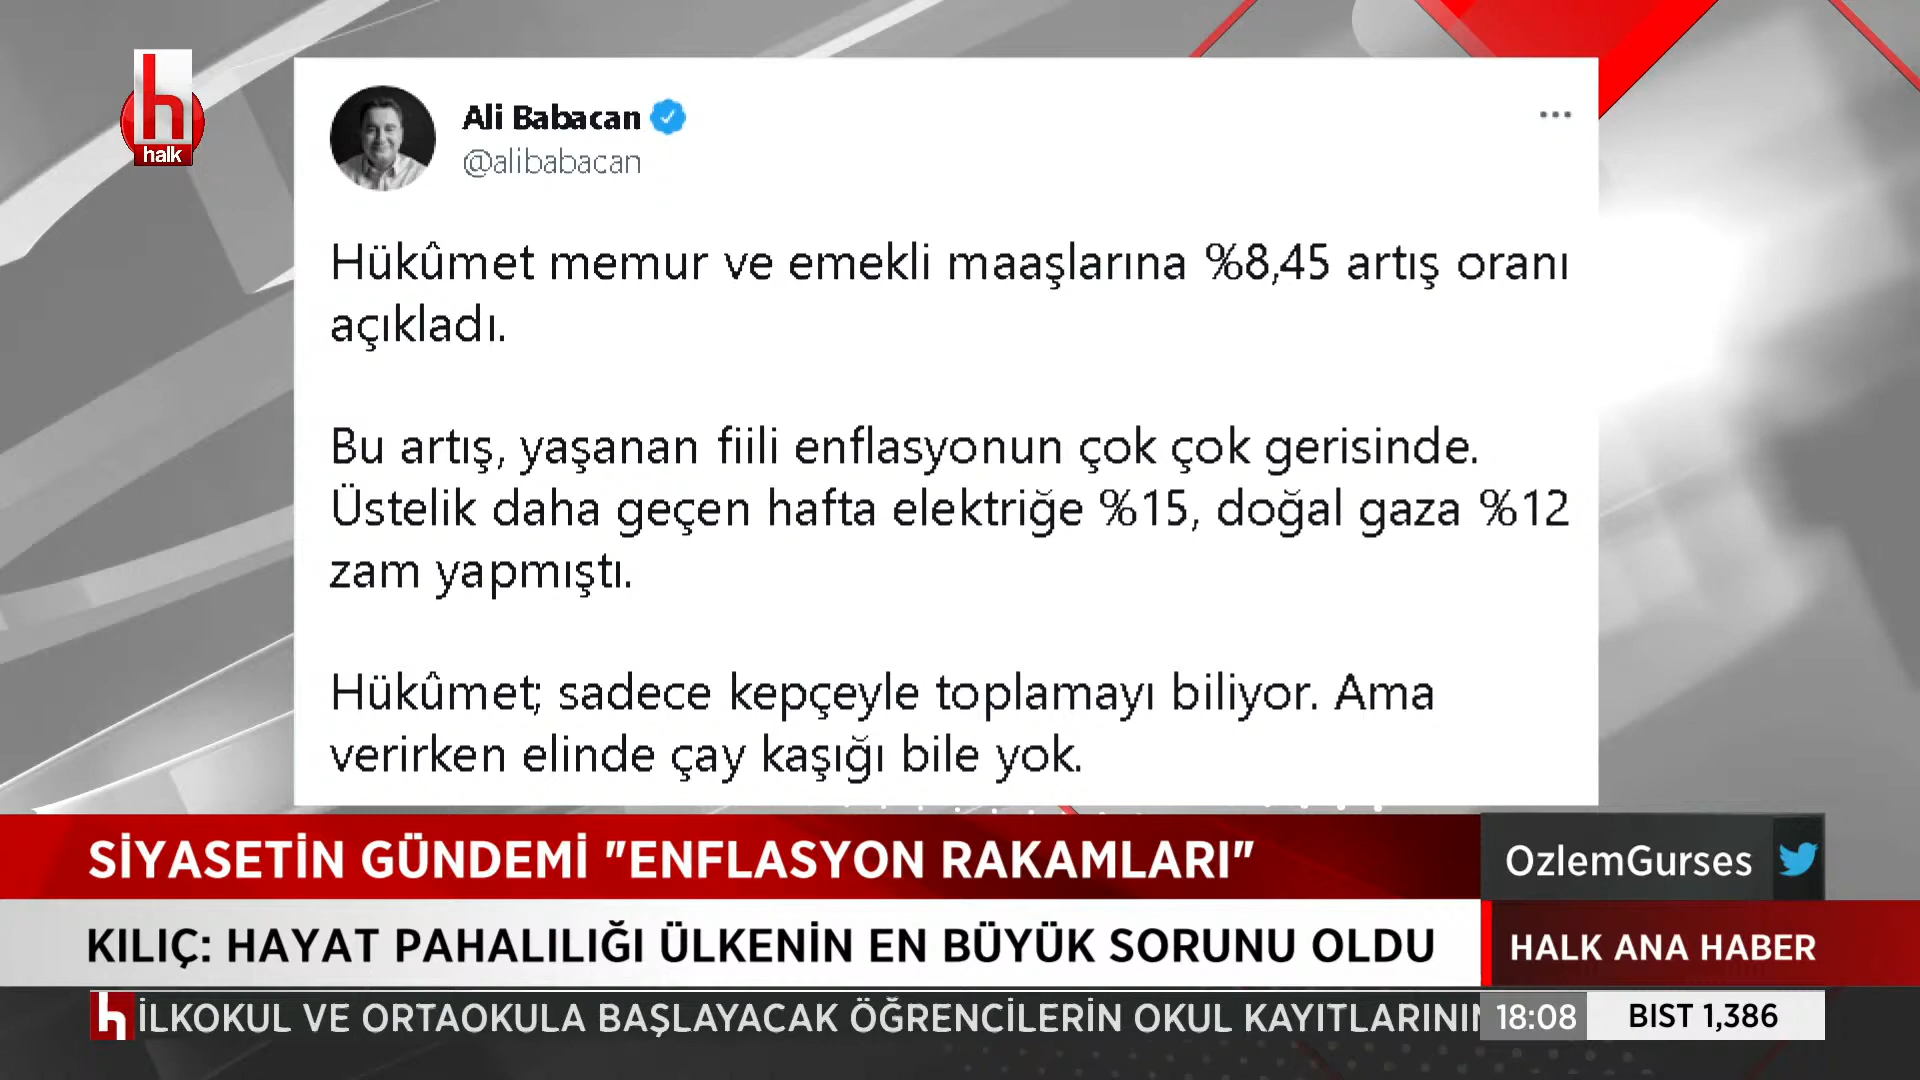 h
halk
Ali Babacan
@alibabacan
Hükûmet memur ve emekli maaşlarına %8,45 artış oranı
açıkladı.
Bu artış, yaşanan fiili enflasyonun çok çok gerisinde.
Üstelik daha geçen hafta elektriğe %15, doğal gaza %12
zam yapmıştı.
Hükûmet; sadece kepçeyle toplamayı biliyor. Ama
verirken elinde çay kaşığı bile yok.
SİYASETİN GÜNDEMİ "ENFLASYON RAKAMLARI"
OzlemGurses
KILIÇ: HAYAT PAHALILIĞI ÜLKENİN EN BÜYÜK SORUNU OLDU
HALK ANA HABER
h İLKOKUL VE ORTAOKULA BAŞLAYACAK ÖĞRENCİLERİN OKUL KAYITLARININ
18:08
BIST 1,386